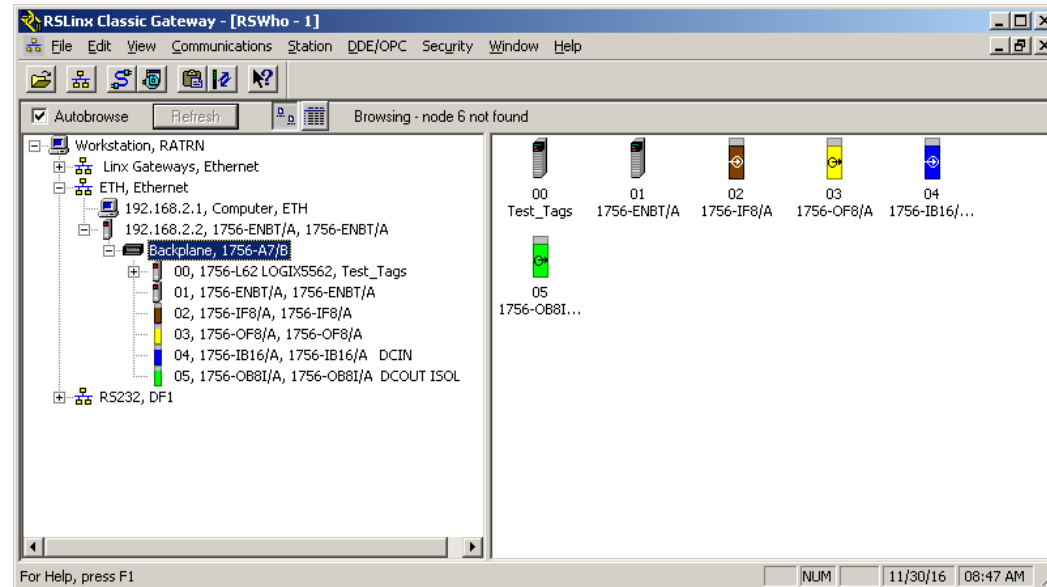 RSLinx Classic Gateway - [RSWho - 1]
File Edit View Communications Station DDE/OPC Security Window Help
Autobrowse Refresh Browsing - node 6 not found
Workstation, RATRN
Linx Gateways, Ethernet
ETH, Ethernet
192.168.2.1, Computer, ETH
192.168.2.2, 1756-ENBT/A, 1756-ENBT/A
Backplane, 1756-A7/B
00, 1756-L62 LOGIX5562, Test_Tags
01, 1756-ENBT/A, 1756-ENBT/A
02, 1756-IF8/A, 1756-IF8/A
03, 1756-OF8/A, 1756-OF8/A
04, 1756-IB16/A, 1756-IB16/A DCIN
05, 1756-OB8I/A, 1756-OB8I/A DCOUT ISOL
RS232, DF1
00 01 02 03 04
Test_Tags 1756-ENBT/A 1756-IF8/A 1756-OF8/A 1756-IB16/...
05
1756-OB8I...
For Help, press F1 NUM 11/30/16 08:47 AM